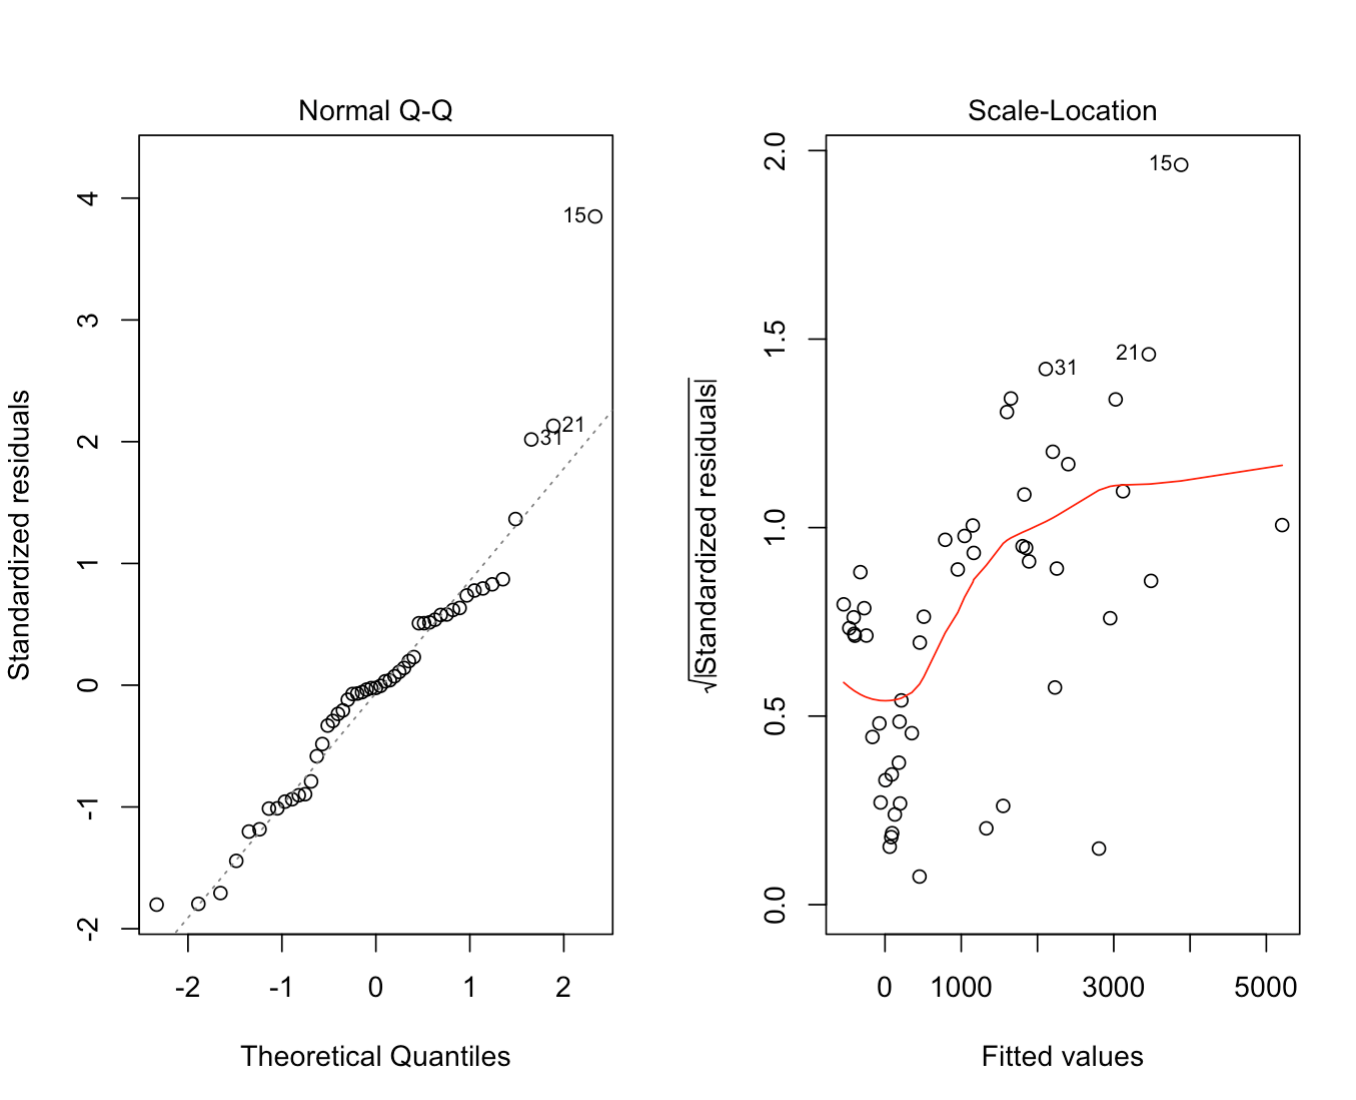 Normal Q-Q
Standardized residuals
4
3
2
1
0
-1
-2
15
21
31
-2 -1 0 1 2
Theoretical Quantiles
Scale-Location
√|Standardized residuals|
2.0
1.5
1.0
0.5
0.0
15
21
31
0 1000 3000 5000
Fitted values